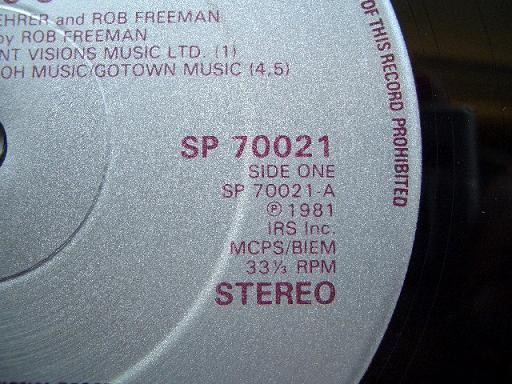 EHRER and ROB FREEMAN
by ROB FREEMAN
NT VISIONS MUSIC LTD. (1)
OH MUSIC/GOTOWN MUSIC (4,5)
OF THIS RECORD PROHIBITED
SP 70021
SIDE ONE
SP 70021-A
℗ 1981
IRS Inc.
MCPS/BIEM
33⅓ RPM
STEREO